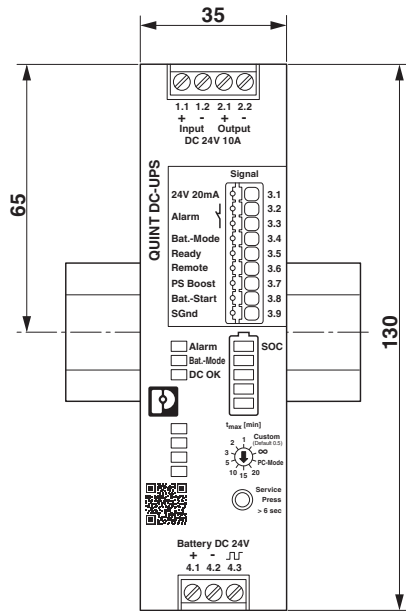 35
1.1 1.2 2.1 2.2
+ - + -
Input Output
DC 24V 10A
65
130
QUINT DC-UPS
Signal
24V 20mA 3.1
3.2
Alarm 3.3
Bat.-Mode 3.4
Ready 3.5
Remote 3.6
PS Boost 3.7
Bat.-Start 3.8
SGnd 3.9
Alarm SOC
Bat.-Mode
DC OK
tmax [min]
Custom
(Default 0.5)
2 1
3 ∞
5 PC-Mode
10 15 20
Service
Press
> 6 sec
Battery DC 24V
+ -
4.1 4.2 4.3